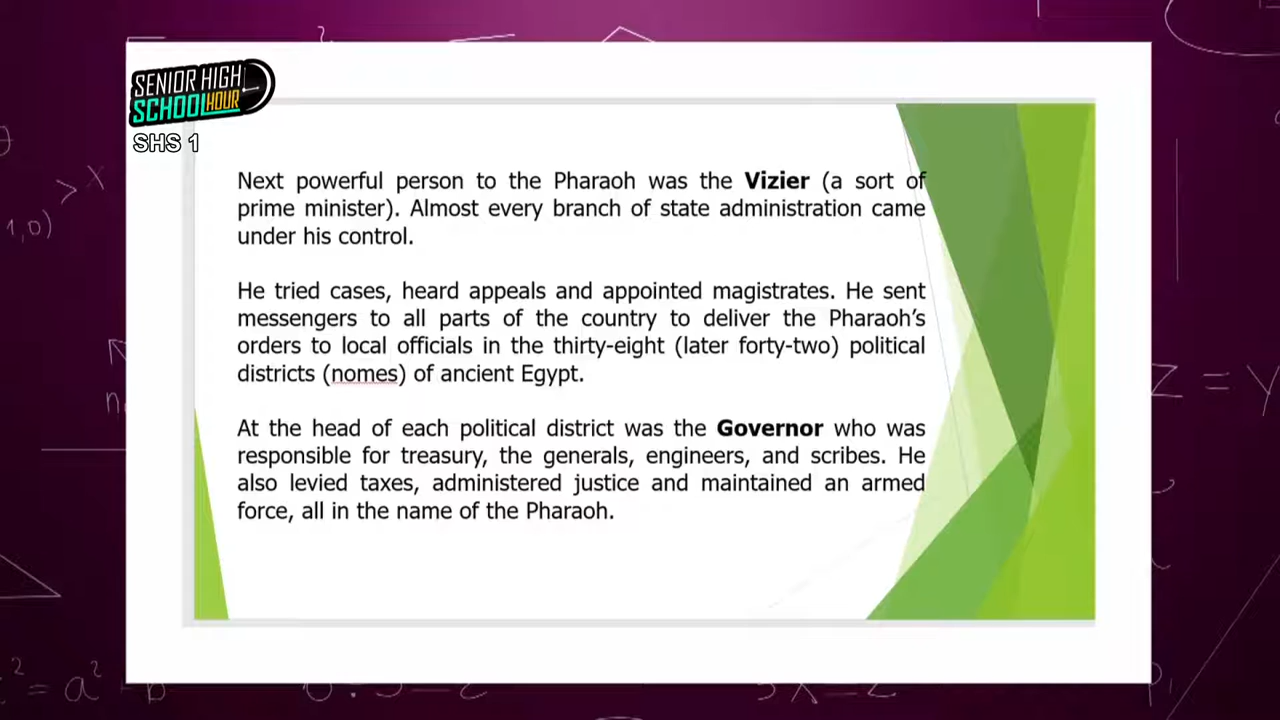 SENIOR HIGH
SCHOOL HOUR
SHS 1
Next powerful person to the Pharaoh was the Vizier (a sort of
prime minister). Almost every branch of state administration came
under his control.
He tried cases, heard appeals and appointed magistrates. He sent
messengers to all parts of the country to deliver the Pharaoh’s
orders to local officials in the thirty-eight (later forty-two) political
districts (nomes) of ancient Egypt.
At the head of each political district was the Governor who was
responsible for treasury, the generals, engineers, and scribes. He
also levied taxes, administered justice and maintained an armed
force, all in the name of the Pharaoh.